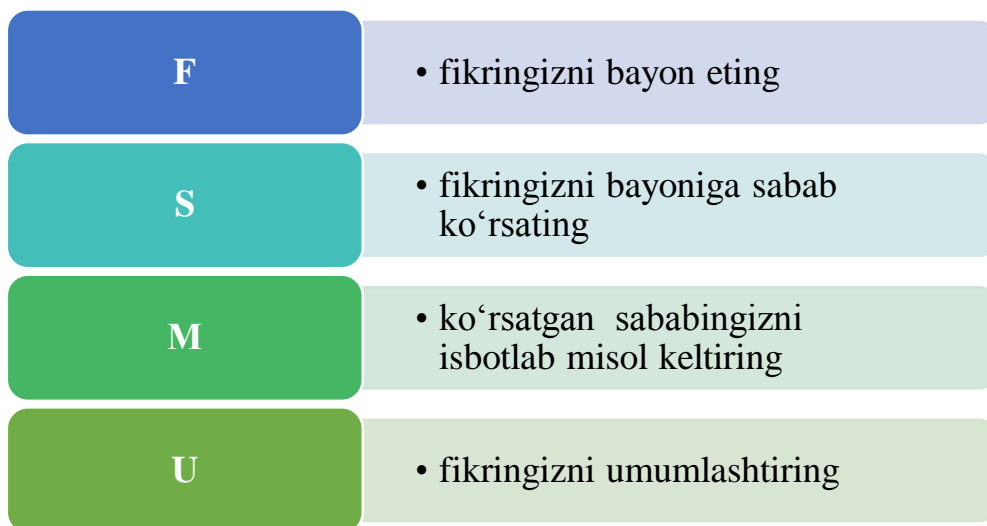 F
• fikringizni bayon eting
S
• fikringizni bayoniga sabab
ko‘rsating
M
• ko‘rsatgan sababingizni
isbotlab misol keltiring
U
• fikringizni umumlashtiring